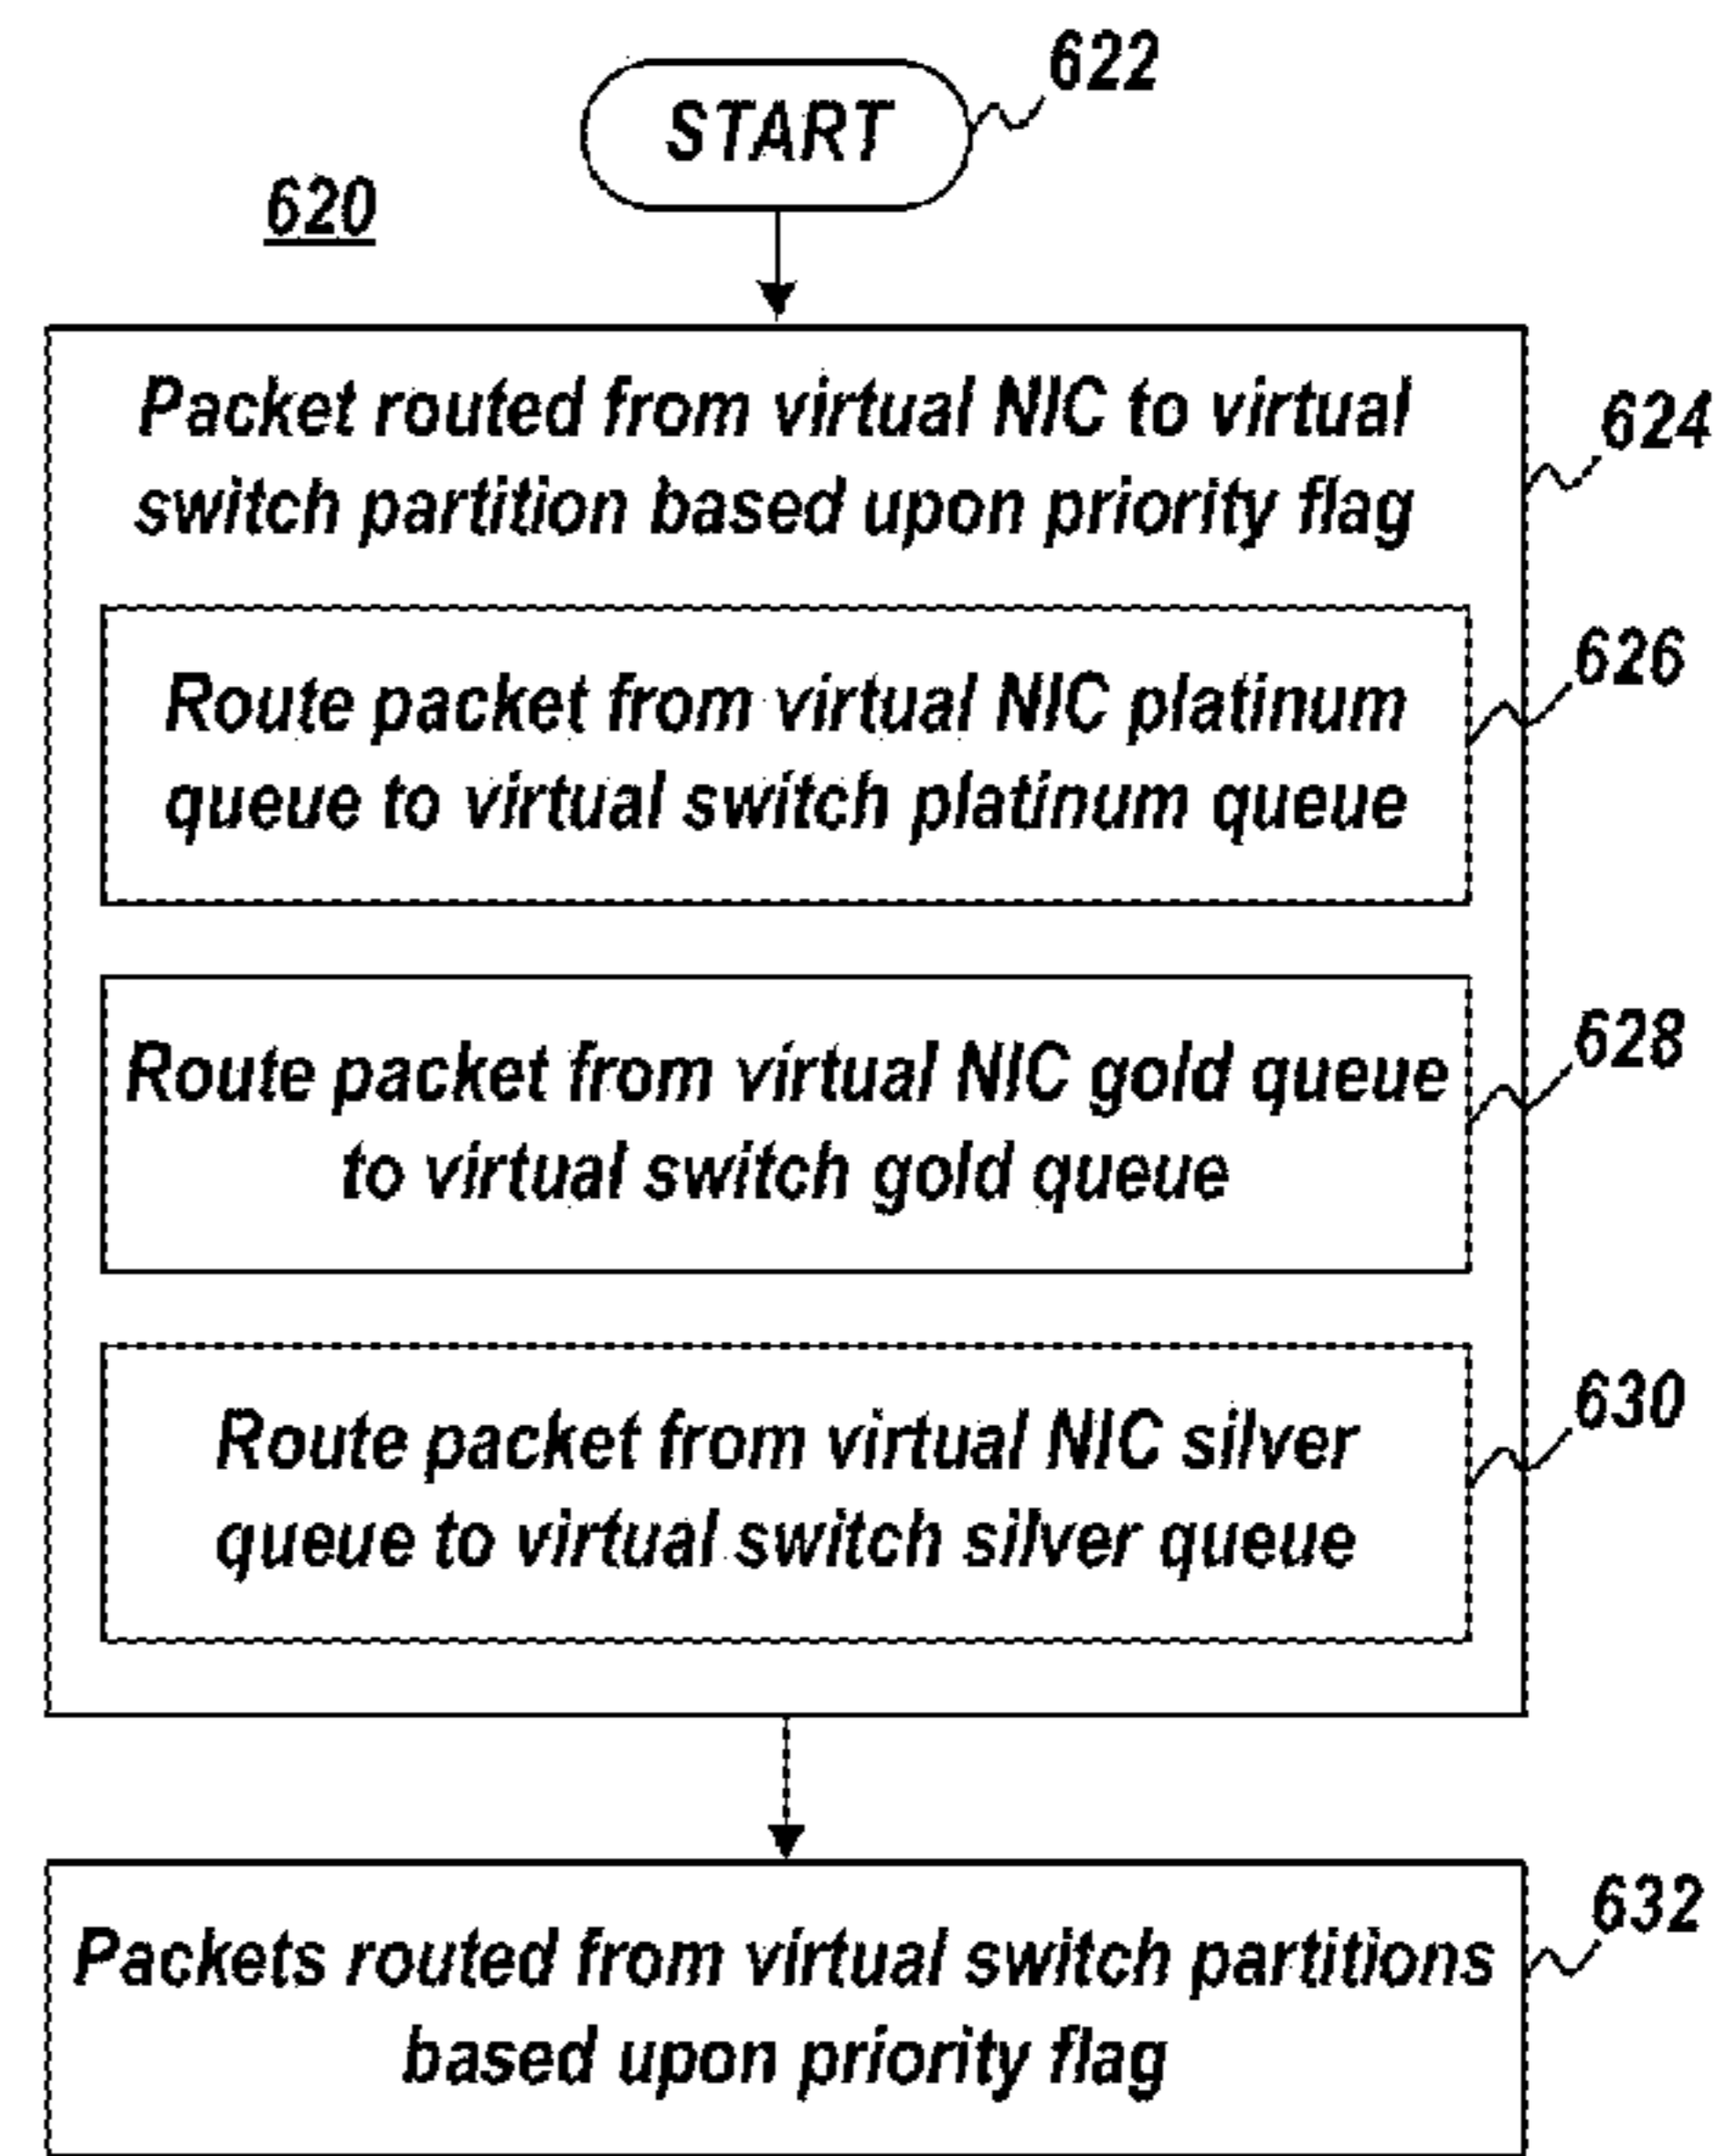 622
START
620
Packet routed from virtual NIC to virtual
switch partition based upon priority flag
624
626
Route packet from virtual NIC platinum
queue to virtual switch platinum queue
628
Route packet from virtual NIC gold queue
to virtual switch gold queue
630
Route packet from virtual NIC silver
queue to virtual switch silver queue
632
Packets routed from virtual switch partitions
based upon priority flag